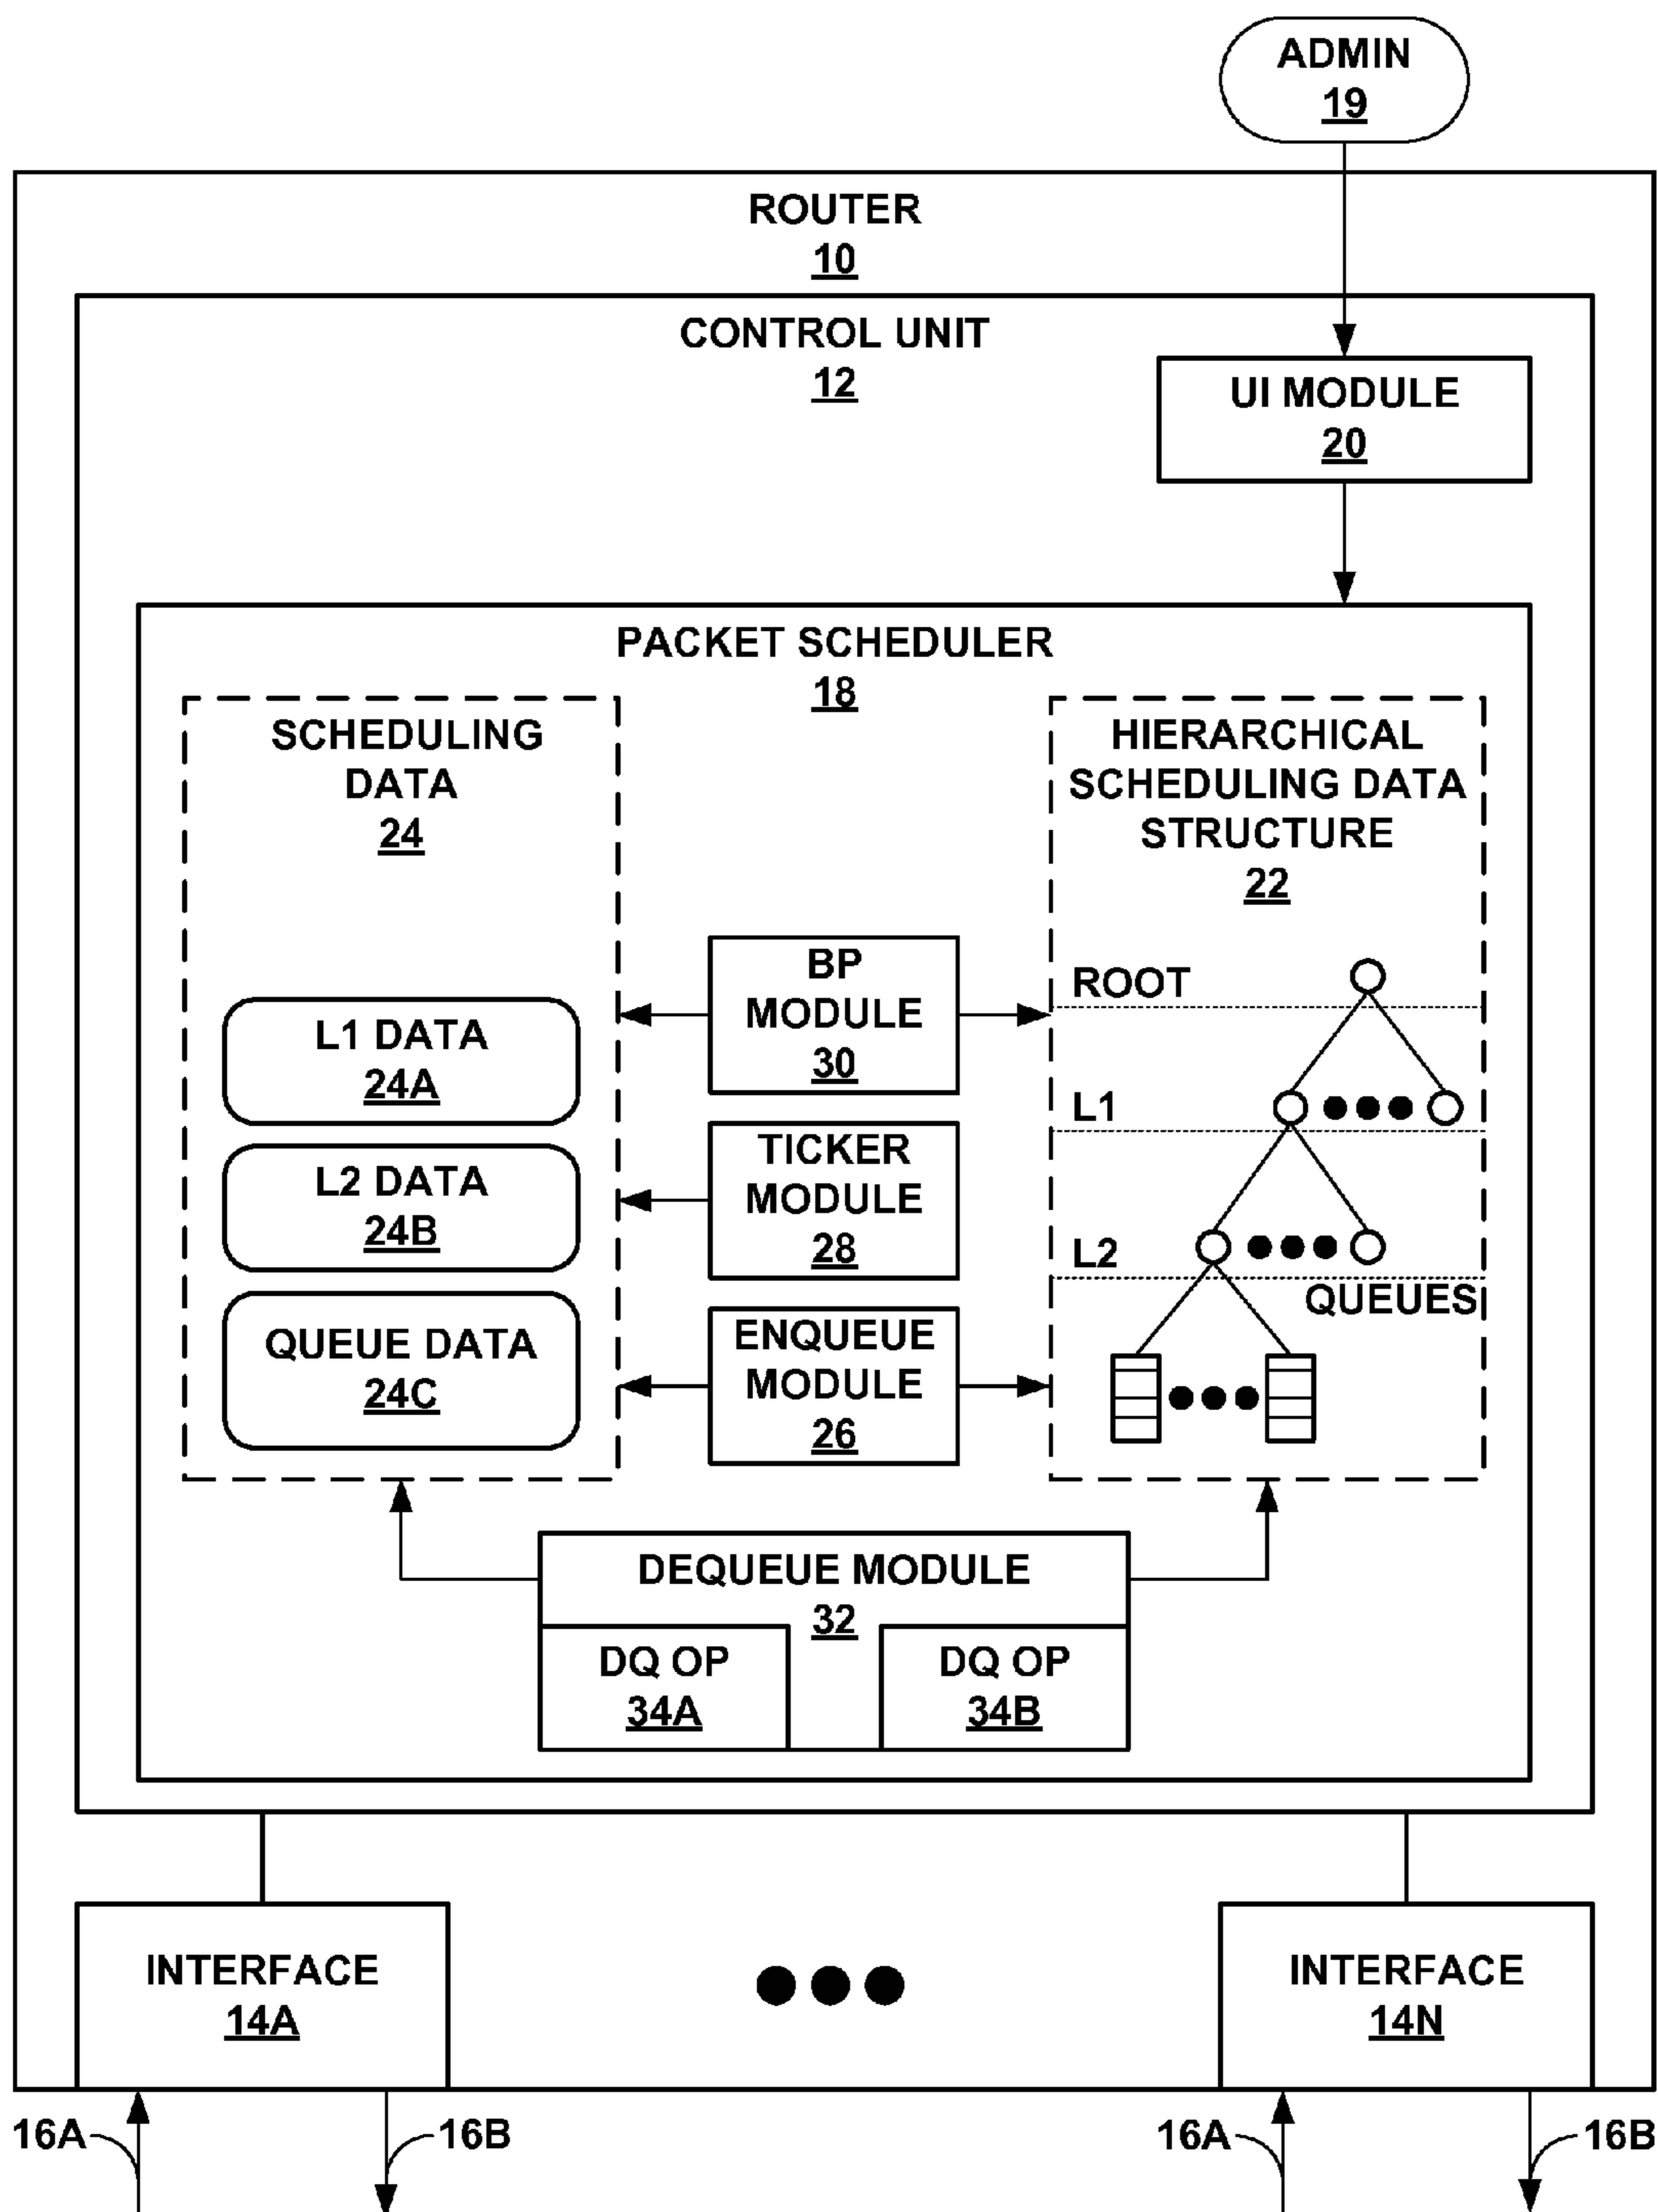 ADMIN
19
ROUTER
10
CONTROL UNIT
12
UI MODULE
20
PACKET SCHEDULER
18
SCHEDULING
DATA
24
L1 DATA
24A
L2 DATA
24B
QUEUE DATA
24C
BP
MODULE
30
TICKER
MODULE
28
ENQUEUE
MODULE
26
HIERARCHICAL
SCHEDULING DATA
STRUCTURE
22
ROOT
L1
L2
QUEUES
DEQUEUE MODULE
32
DQ OP
34A
DQ OP
34B
INTERFACE
14A
INTERFACE
14N
16A
16B
16A
16B